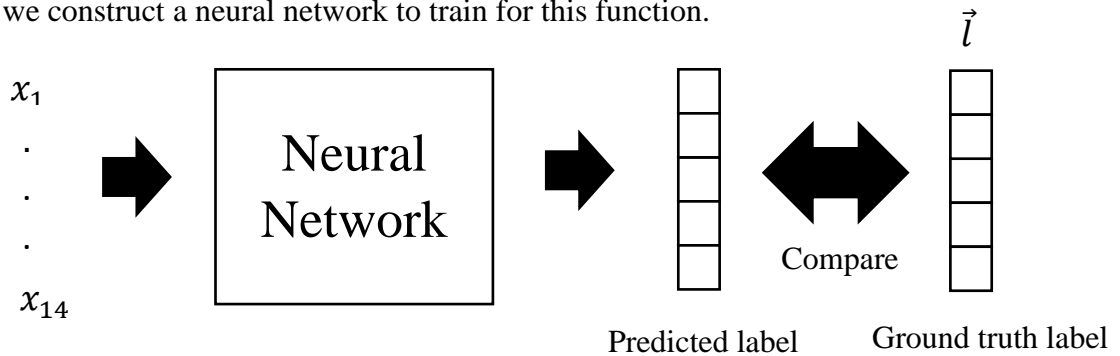 we construct a neural network to train for this function.
𝑙⃗
𝑥₁
.
.
.
𝑥₁₄
Neural
Network
Compare
Predicted label
Ground truth label